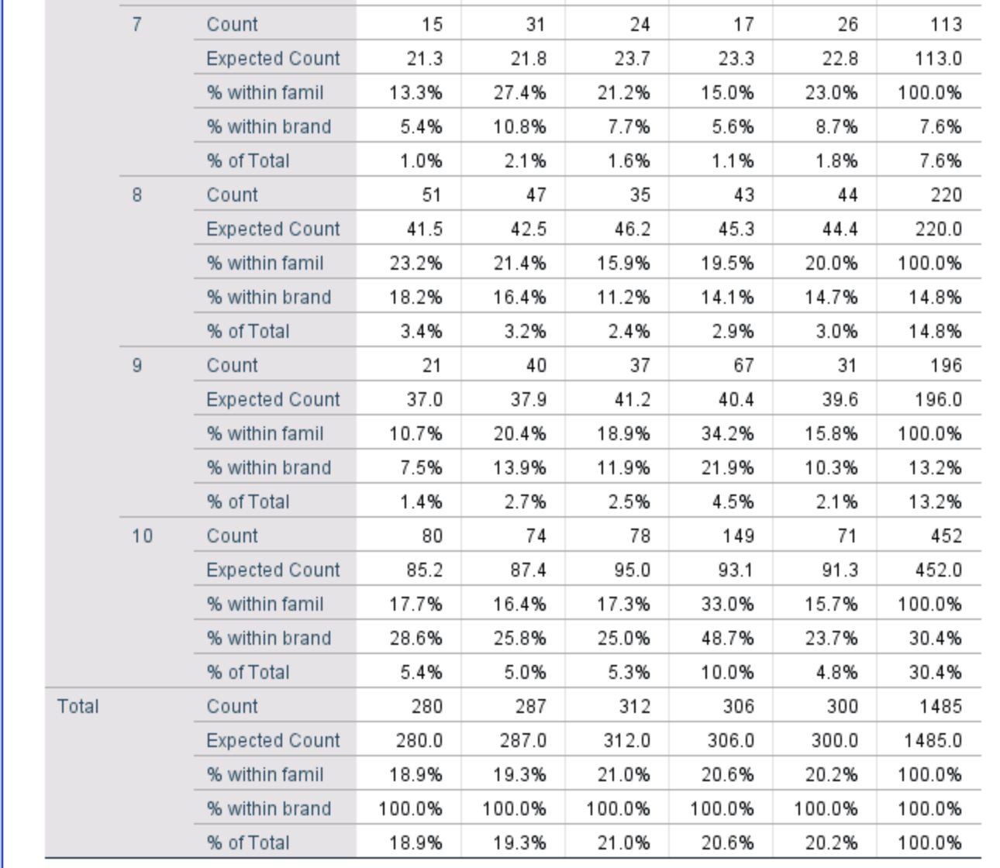 7 Count 15 31 24 17 26 113
Expected Count 21.3 21.8 23.7 23.3 22.8 113.0
% within famil 13.3% 27.4% 21.2% 15.0% 23.0% 100.0%
% within brand 5.4% 10.8% 7.7% 5.6% 8.7% 7.6%
% of Total 1.0% 2.1% 1.6% 1.1% 1.8% 7.6%
8 Count 51 47 35 43 44 220
Expected Count 41.5 42.5 46.2 45.3 44.4 220.0
% within famil 23.2% 21.4% 15.9% 19.5% 20.0% 100.0%
% within brand 18.2% 16.4% 11.2% 14.1% 14.7% 14.8%
% of Total 3.4% 3.2% 2.4% 2.9% 3.0% 14.8%
9 Count 21 40 37 67 31 196
Expected Count 37.0 37.9 41.2 40.4 39.6 196.0
% within famil 10.7% 20.4% 18.9% 34.2% 15.8% 100.0%
% within brand 7.5% 13.9% 11.9% 21.9% 10.3% 13.2%
% of Total 1.4% 2.7% 2.5% 4.5% 2.1% 13.2%
10 Count 80 74 78 149 71 452
Expected Count 85.2 87.4 95.0 93.1 91.3 452.0
% within famil 17.7% 16.4% 17.3% 33.0% 15.7% 100.0%
% within brand 28.6% 25.8% 25.0% 48.7% 23.7% 30.4%
% of Total 5.4% 5.0% 5.3% 10.0% 4.8% 30.4%
Total Count 280 287 312 306 300 1485
Expected Count 280.0 287.0 312.0 306.0 300.0 1485.0
% within famil 18.9% 19.3% 21.0% 20.6% 20.2% 100.0%
% within brand 100.0% 100.0% 100.0% 100.0% 100.0% 100.0%
% of Total 18.9% 19.3% 21.0% 20.6% 20.2% 100.0%